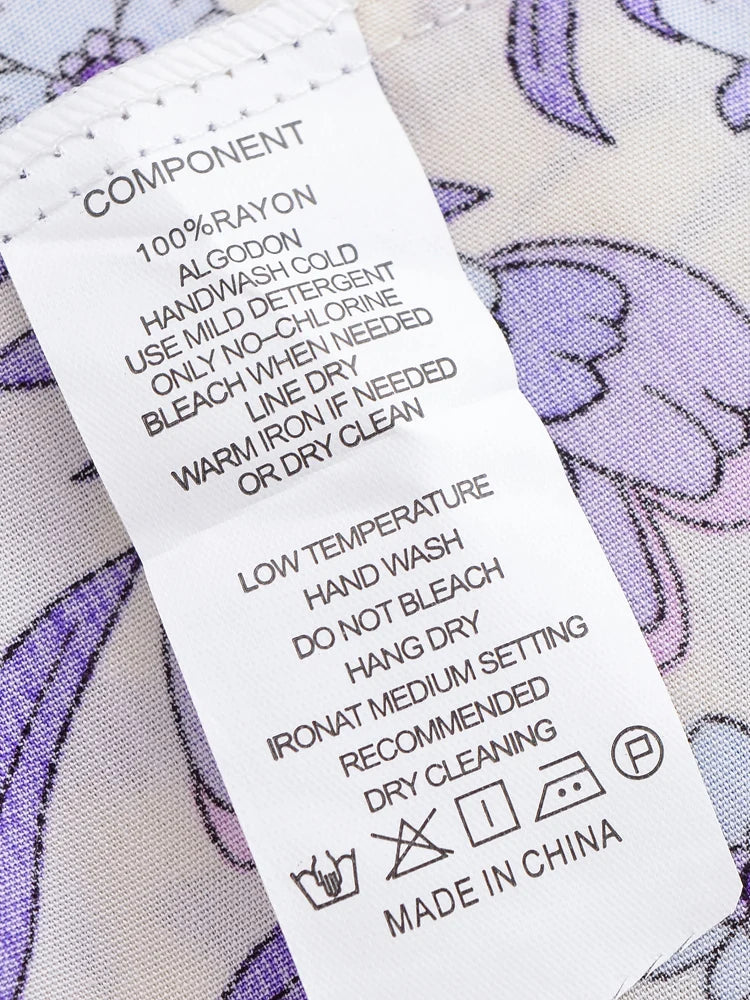 COMPONENT
100%RAYON
ALGODON
HANDWASH COLD
USE MILD DETERGENT
ONLY NO-CHLORINE
BLEACH WHEN NEEDED
LINE DRY
WARM IRON IF NEEDED
OR DRY CLEAN
LOW TEMPERATURE
HAND WASH
DO NOT BLEACH
HANG DRY
IRONAT MEDIUM SETTING
RECOMMENDED
DRY CLEANING
P
MADE IN CHINA